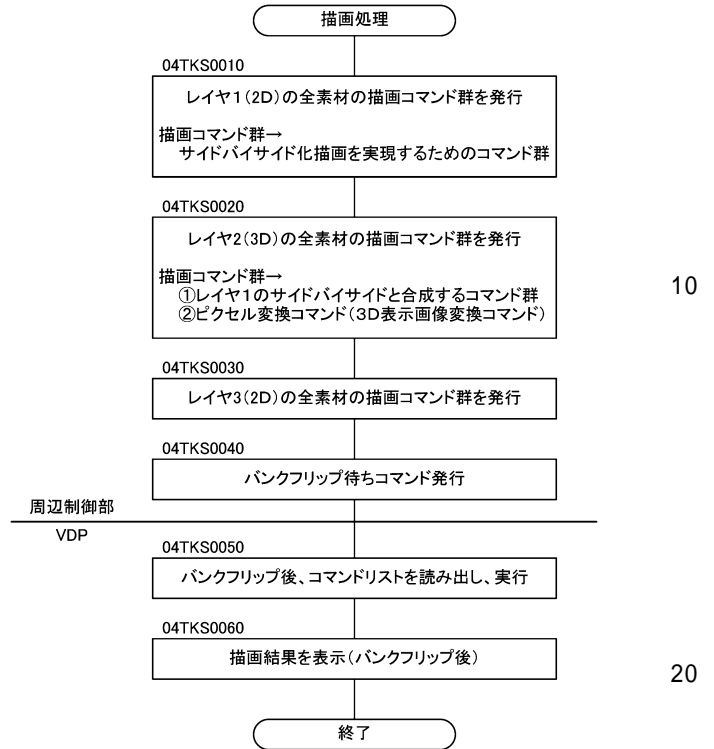 描画処理
04TKS0010
レイヤ1(2D)の全素材の描画コマンド群を発行
描画コマンド群→
サイドバイサイド化描画を実現するためのコマンド群
04TKS0020
レイヤ2(3D)の全素材の描画コマンド群を発行
描画コマンド群→
①レイヤ1のサイドバイサイドと合成するコマンド群
②ピクセル変換コマンド(3D表示画像変換コマンド)
10
04TKS0030
レイヤ3(2D)の全素材の描画コマンド群を発行
04TKS0040
バンクフリップ待ちコマンド発行
周辺制御部
VDP
04TKS0050
バンクフリップ後、コマンドリストを読み出し、実行
04TKS0060
描画結果を表示(バンクフリップ後)
20
終了